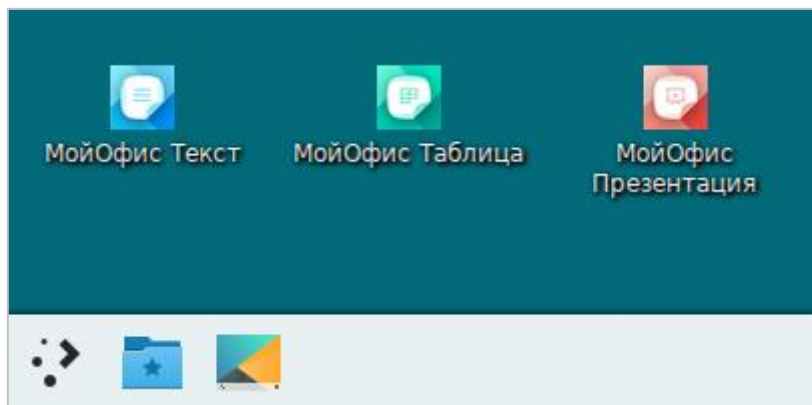 МойОфис Текст
МойОфис Таблица
МойОфис
Презентация